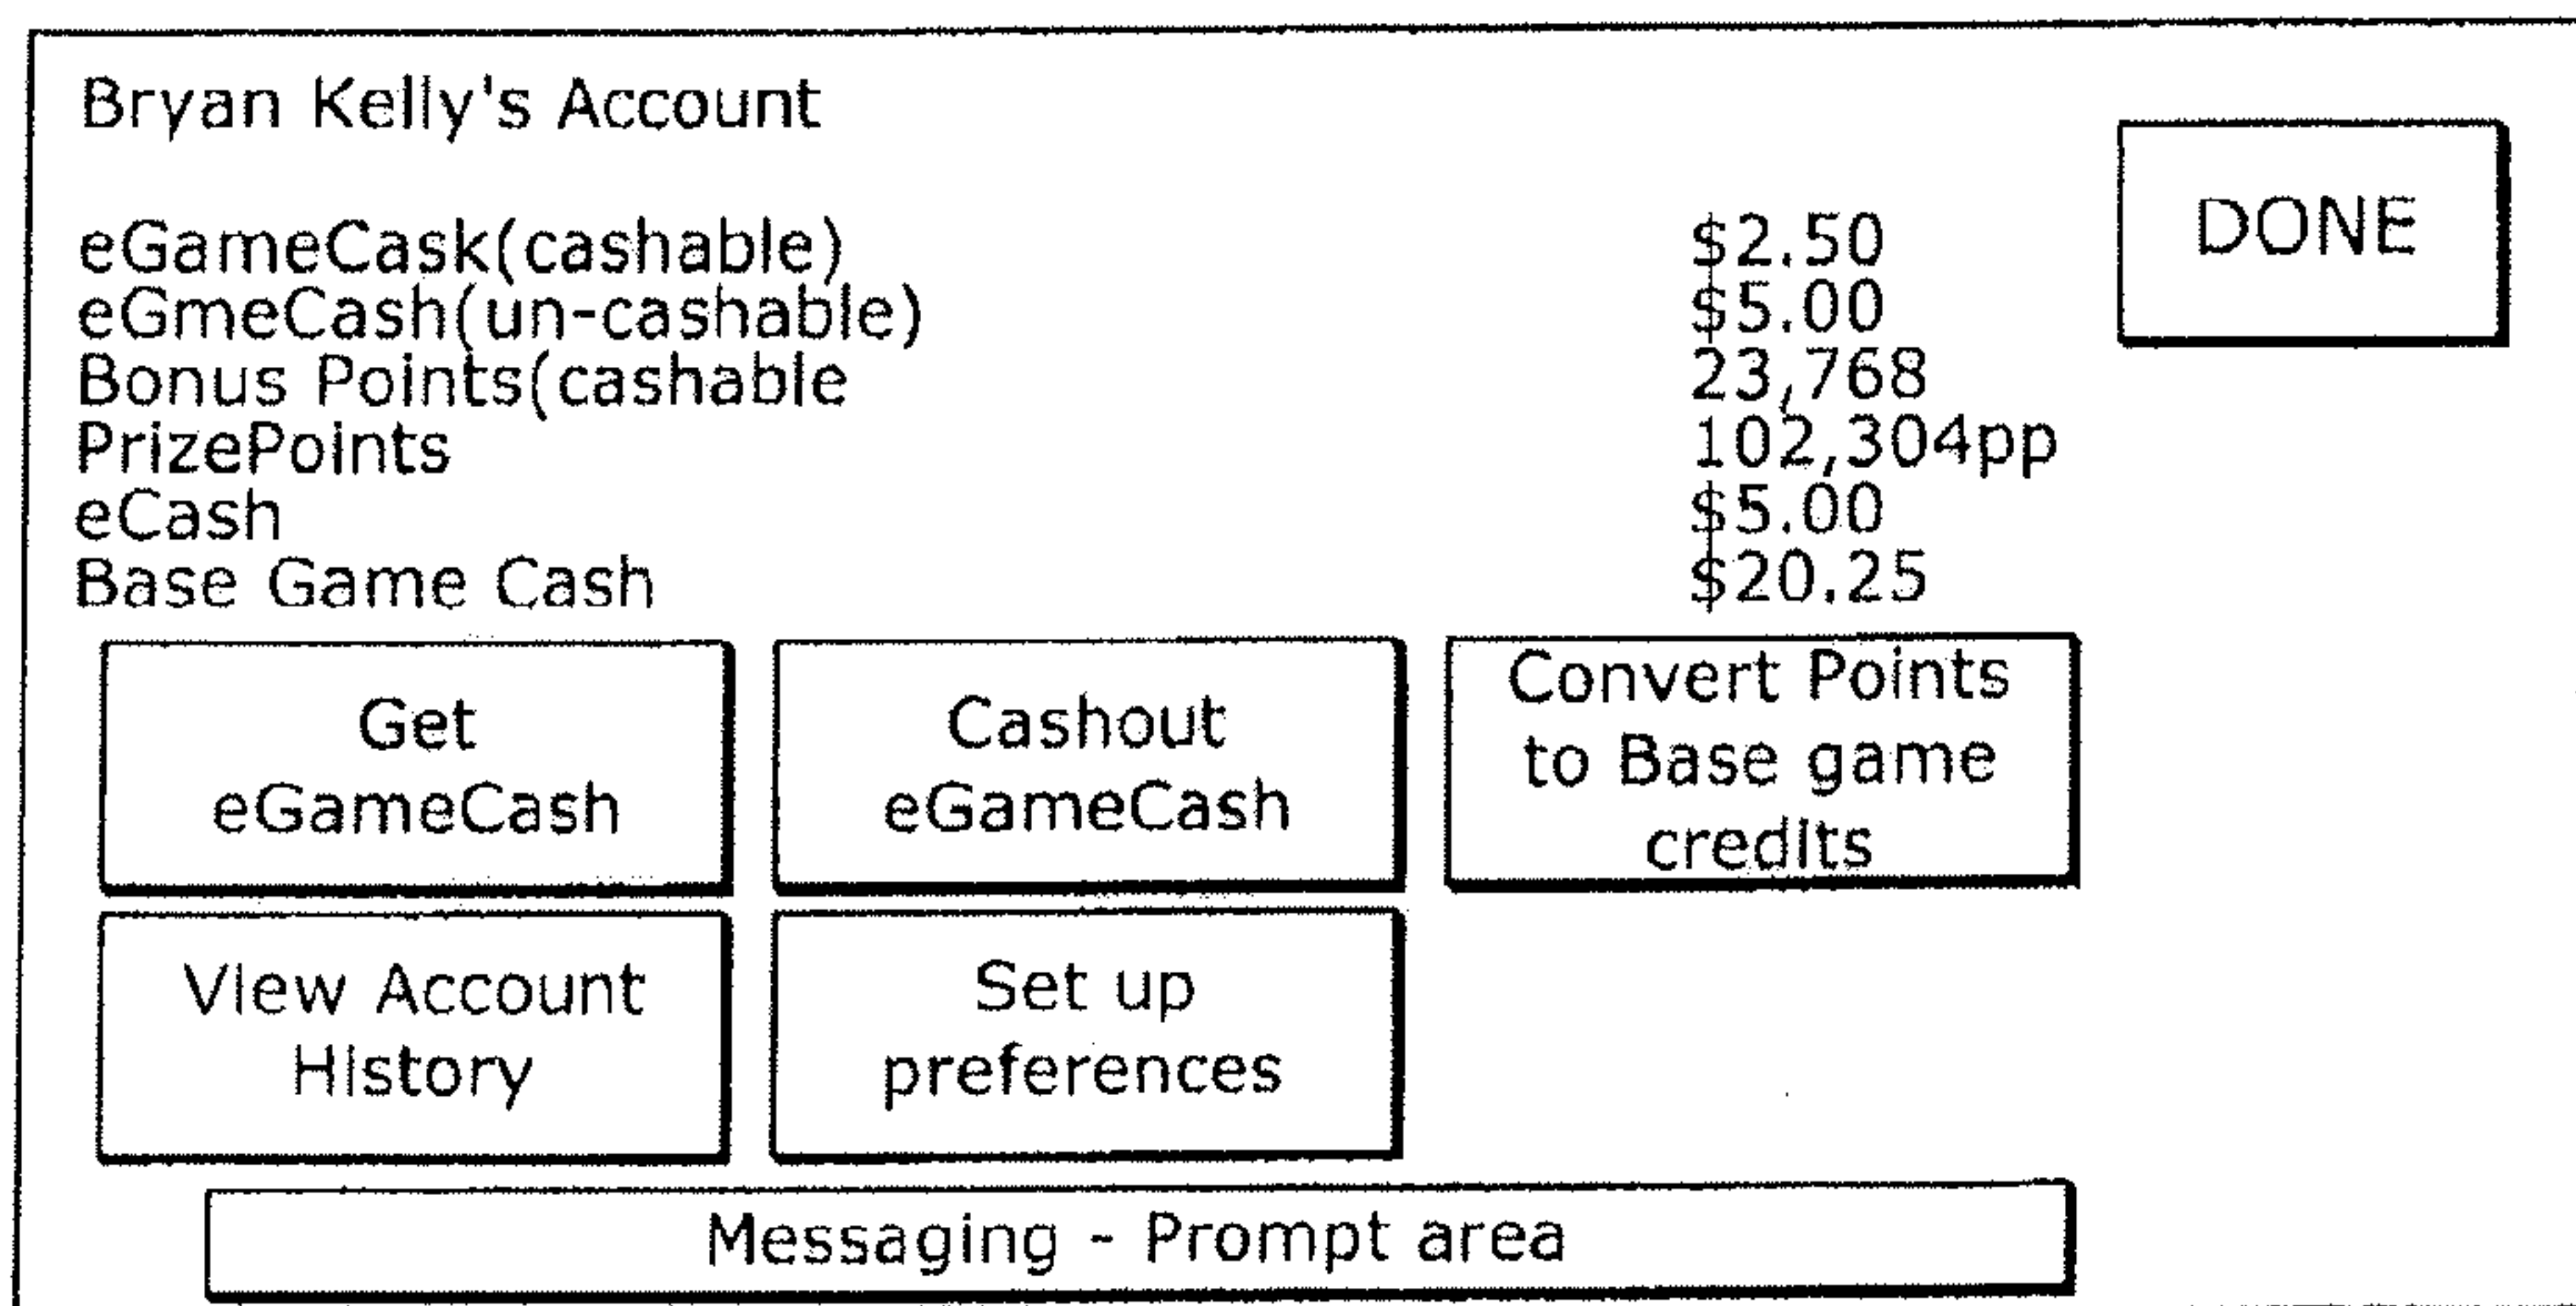 Bryan Kelly's Account
DONE
eGameCask(cashable) $2.50
eGmeCash(un-cashable) $5.00
Bonus Points(cashable 23,768
PrizePoints 102,304pp
eCash $5.00
Base Game Cash $20.25
Get
eGameCash
Cashout
eGameCash
Convert Points
to Base game
credits
View Account
History
Set up
preferences
Messaging - Prompt area